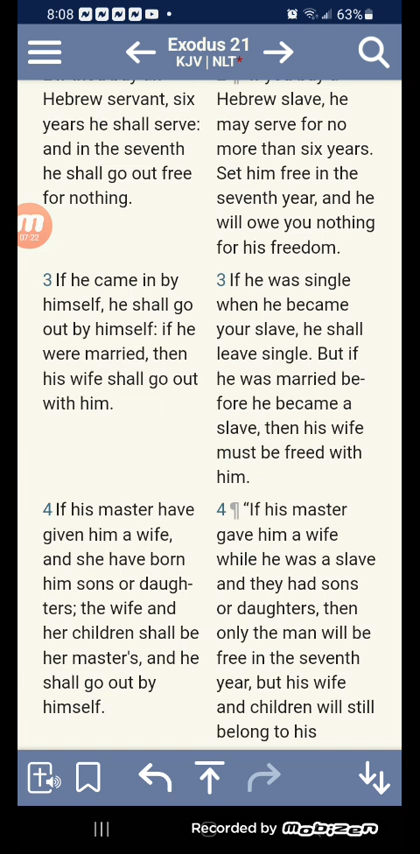 8:08
63%
Exodus 21
KJV | NLT*
Hebrew servant, six
years he shall serve:
and in the seventh
he shall go out free
for nothing.
3 If he came in by
himself, he shall go
out by himself: if he
were married, then
his wife shall go out
with him.
4 If his master have
given him a wife,
and she have born
him sons or daugh-
ters; the wife and
her children shall be
her master's, and he
shall go out by
himself.
Hebrew slave, he
may serve for no
more than six years.
Set him free in the
seventh year, and he
will owe you nothing
for his freedom.
3 If he was single
when he became
your slave, he shall
leave single. But if
he was married be-
fore he became a
slave, then his wife
must be freed with
him.
4 ¶ “If his master
gave him a wife
while he was a slave
and they had sons
or daughters, then
only the man will be
free in the seventh
year, but his wife
and children will still
belong to his
07:22
Recorded by mobizen